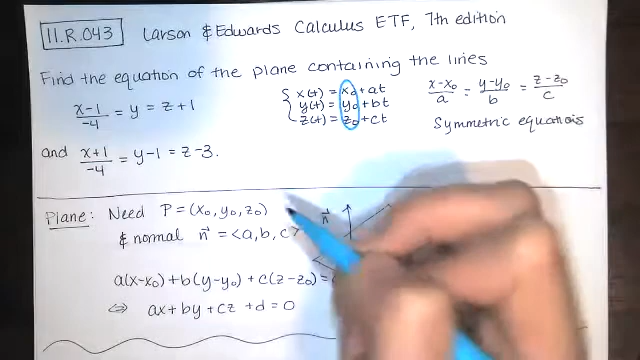 11.R.043 Larson & Edwards Calculus ETF, 7th edition
Find the equation of the plane containing the lines
x-1/-4 = y = z+1
x(t) = x₀ + at
y(t) = y₀ + bt
z(t) = z₀ + ct
x-x₀/a = y-y₀/b = z-z₀/c
Symmetric equations
and x+1/-4 = y-1 = z-3.
Plane: Need P = (x₀, y₀, z₀)
& normal n⃗ = <a, b, c>
n⃗
a(x-x₀) + b(y-y₀) + c(z-z₀) =
⇔ ax + by + cz + d = 0